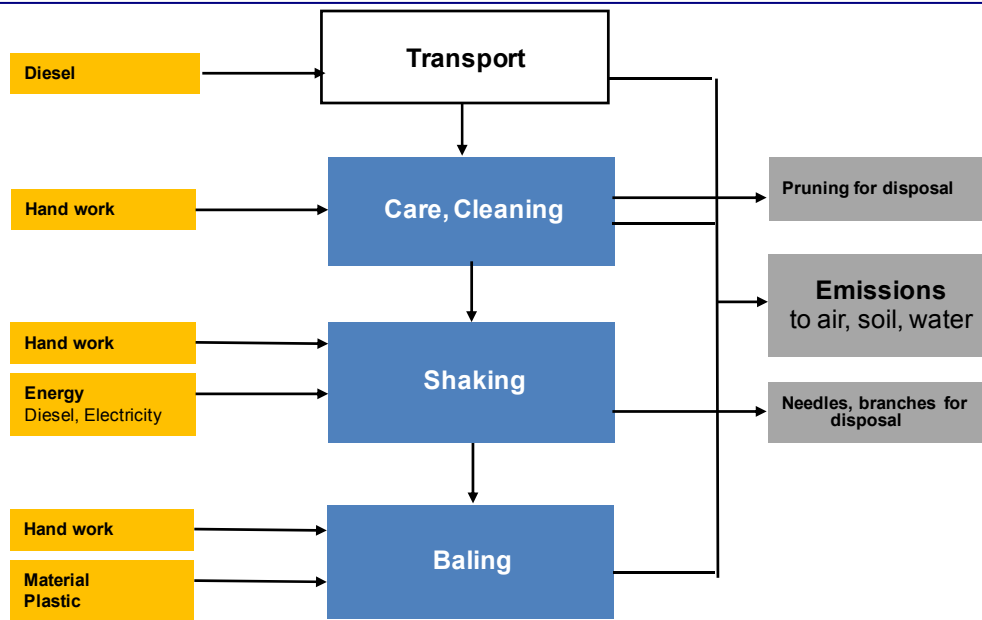 Transport
Diesel
Care, Cleaning
Hand work
Pruning for disposal
Emissions
to air, soil, water
Hand work
Shaking
Energy
Diesel, Electricity
Needles, branches for
disposal
Hand work
Baling
Material
Plastic